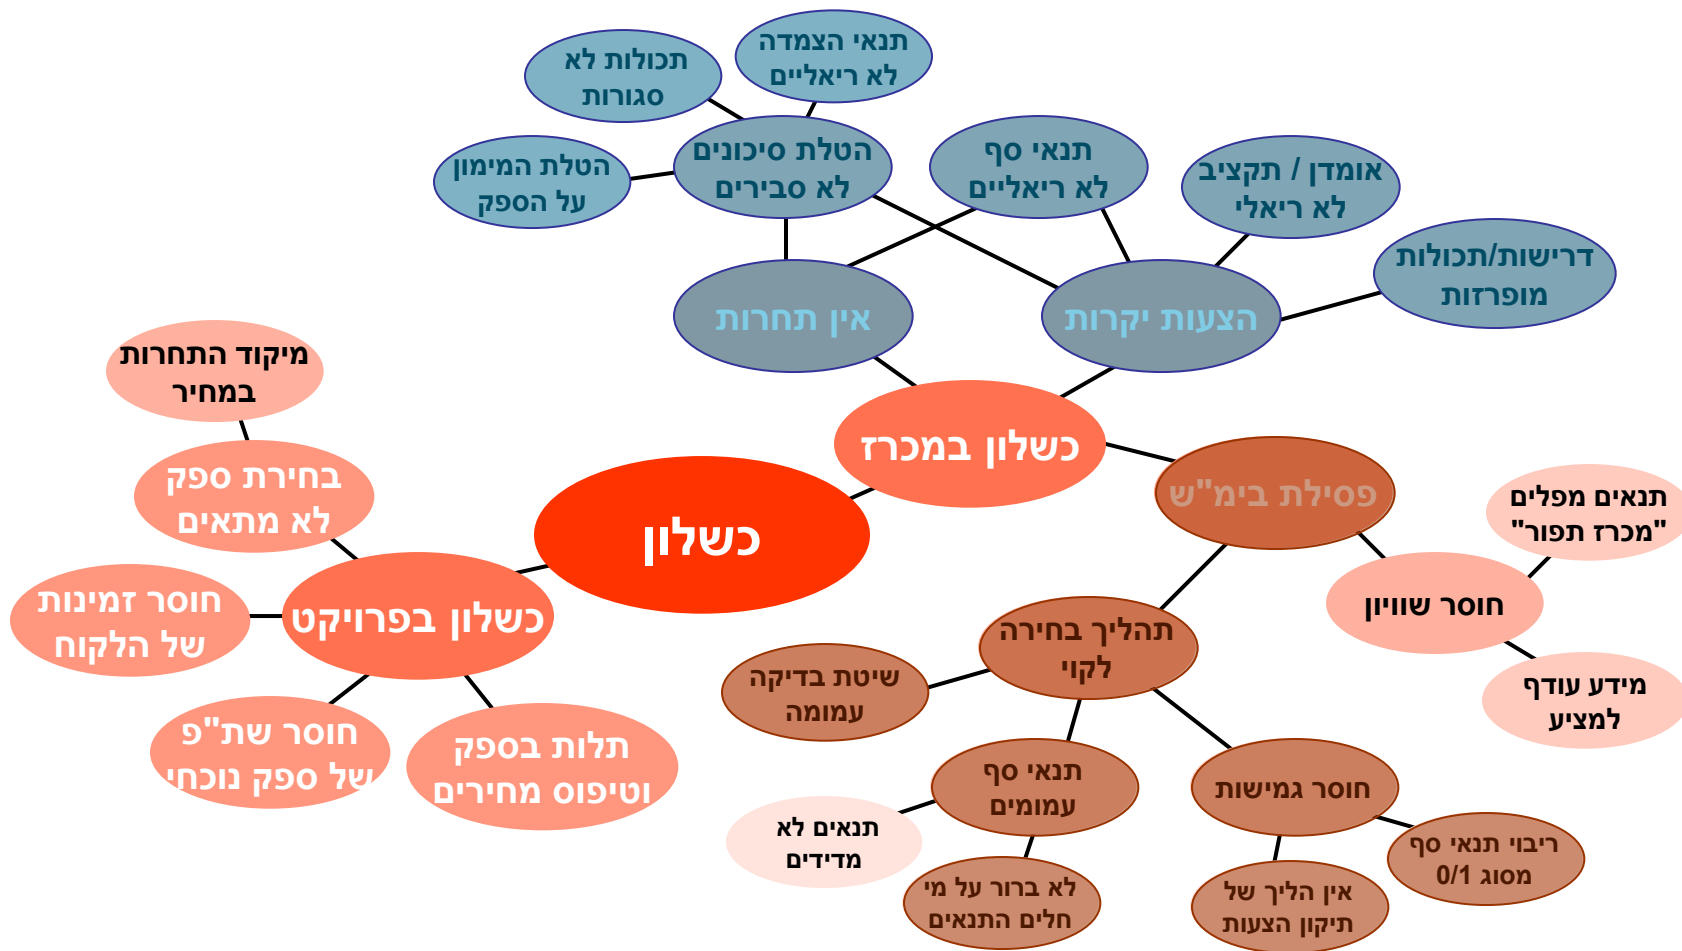 תנאי הצמדה
לא ריאליים
תכולות לא
סגורות
הטלת סיכונים
לא סבירים
תנאי סף
לא ריאליים
הטלת המימון
על הספק
אומדן / תקציב
לא ריאלי
דרישות/תכולות
מופרזות
הצעות יקרות
אין תחרות
מיקוד התחרות
במחיר
כשלון במכרז
בחירת ספק
לא מתאים
פסילת בימ"ש
תנאים מפלים
"מכרז תפור"
כשלון
חוסר שוויון
חוסר זמינות
של הלקוח
כשלון בפרויקט
תהליך בחירה
לקוי
מידע עודף
למציע
שיטת בדיקה
עמומה
חוסר שת"פ
של ספק נוכחי
תלות בספק
וטיפוס מחירים
תנאי סף
עמומים
חוסר גמישות
תנאים לא
מדידים
ריבוי תנאי סף
מסוג 0/1
לא ברור על מי
חלים התנאים
אין הליך של
תיקון הצעות